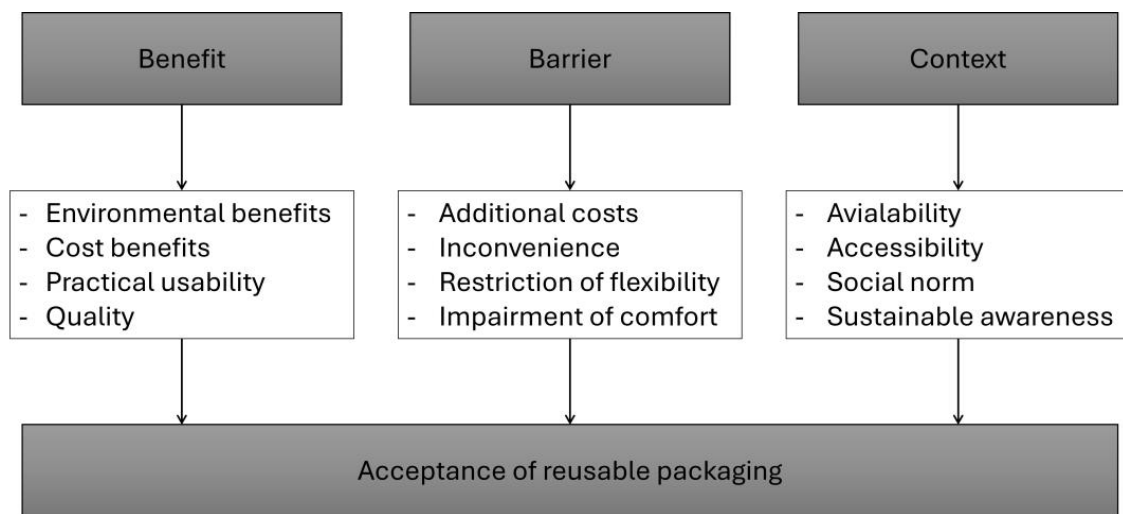 Benefit
Barrier
Context
- Environmental benefits
- Cost benefits
- Practical usability
- Quality
- Additional costs
- Inconvenience
- Restriction of flexibility
- Impairment of comfort
- Avialability
- Accessibility
- Social norm
- Sustainable awareness
Acceptance of reusable packaging